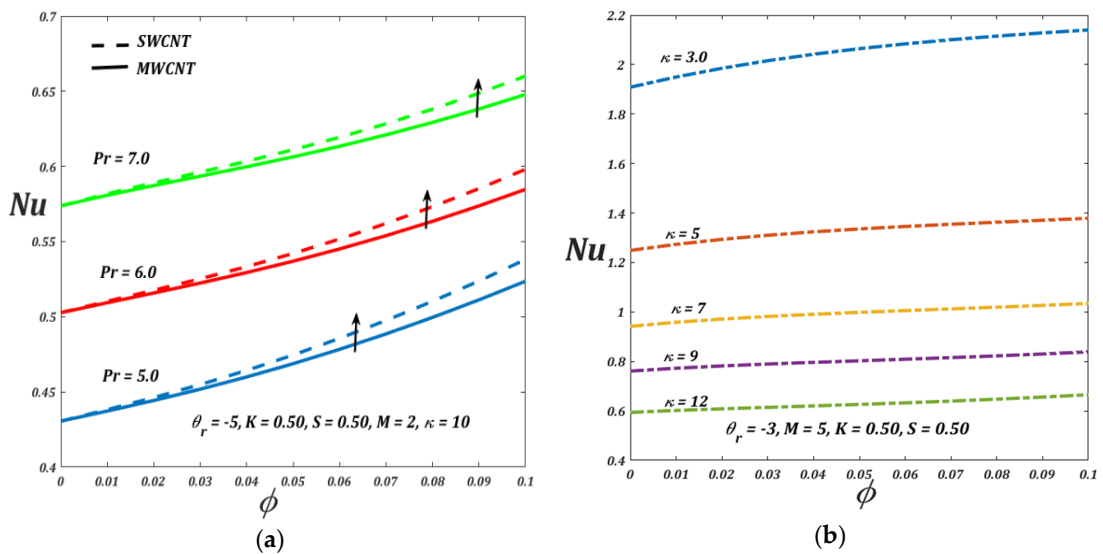 0.7
0.65
0.6
0.55
0.5
0.45
0.4
Nu
SWCNT
MWCNT
Pr = 7.0
Pr = 6.0
Pr = 5.0
θr = -5, K = 0.50, S = 0.50, M = 2, κ = 10
0 0.01 0.02 0.03 0.04 0.05 0.06 0.07 0.08 0.09 0.1
ϕ
(a)
2.2
2
1.8
1.6
1.4
1.2
1
0.8
0.6
0.4
Nu
κ = 3.0
κ = 5
κ = 7
κ = 9
κ = 12
θr = -3, M = 5, K = 0.50, S = 0.50
0 0.01 0.02 0.03 0.04 0.05 0.06 0.07 0.08 0.09 0.1
ϕ
(b)